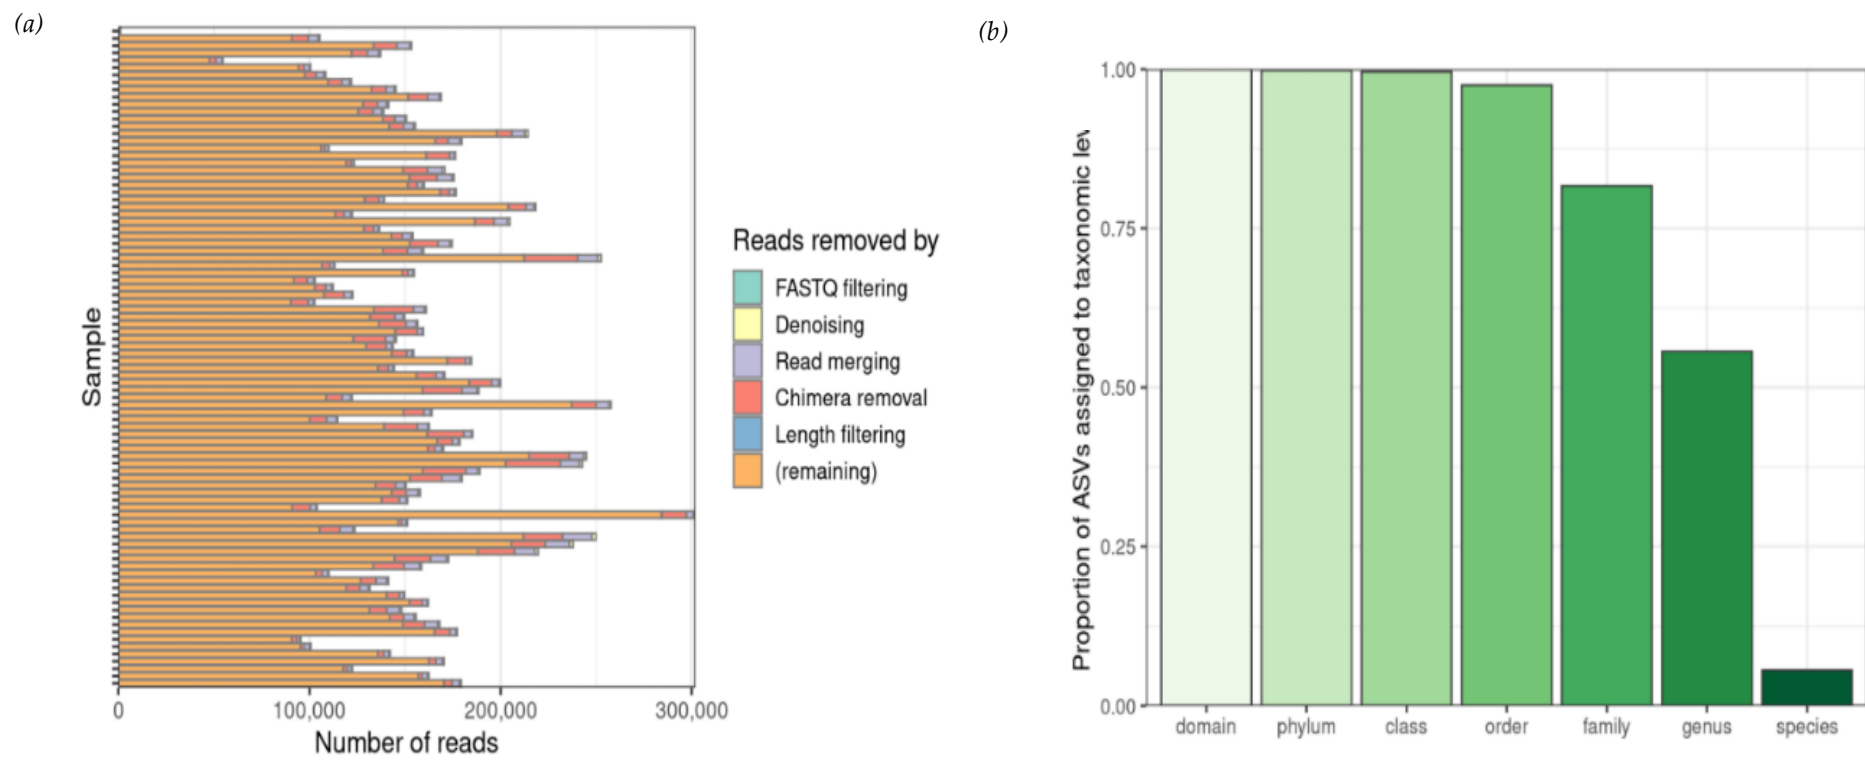 (a)
Sample
0 100,000 200,000 300,000
Number of reads
Reads removed by
FASTQ filtering
Denoising
Read merging
Chimera removal
Length filtering
(remaining)
(b)
Proportion of ASVs assigned to taxonomic
1.00
0.75
0.50
0.25
0.00
domain phylum class order family genus species